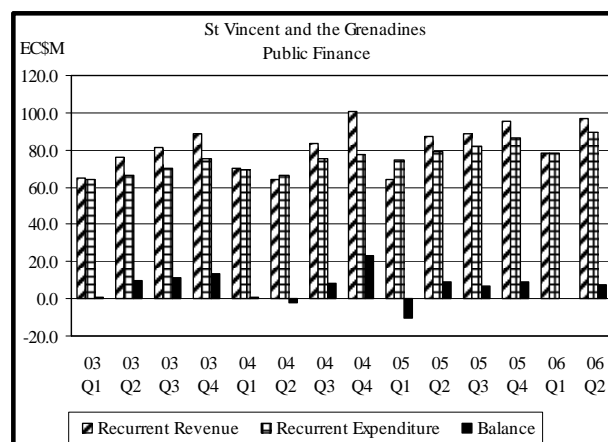 St Vincent and the Grenadines
Public Finance
EC$M
120.0
100.0
80.0
60.0
40.0
20.0
0.0
-20.0
03 03 03 03 04 04 04 04 05 05 05 05 06 06
Q1 Q2 Q3 Q4 Q1 Q2 Q3 Q4 Q1 Q2 Q3 Q4 Q1 Q2
Recurrent Revenue Recurrent Expenditure Balance